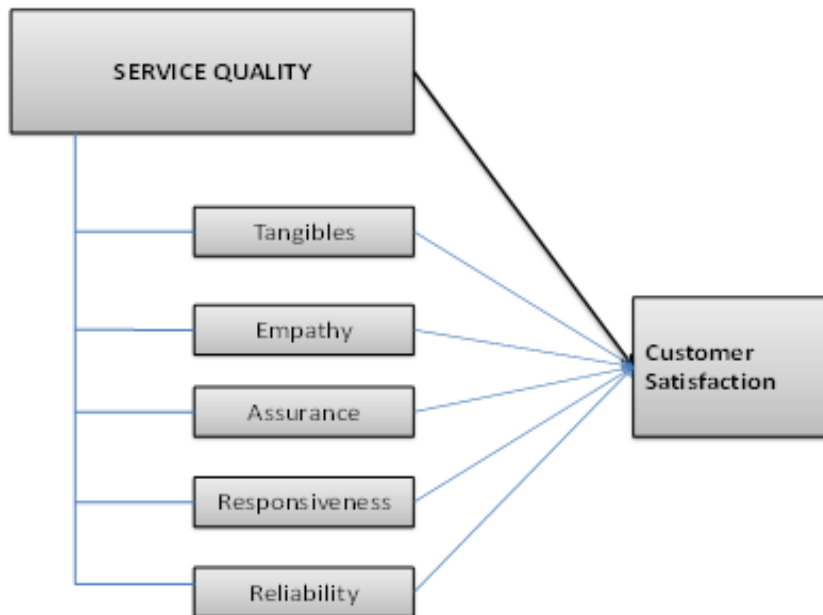 SERVICE QUALITY
Tangibles
Empathy
Assurance
Responsiveness
Reliability
Customer
Satisfaction